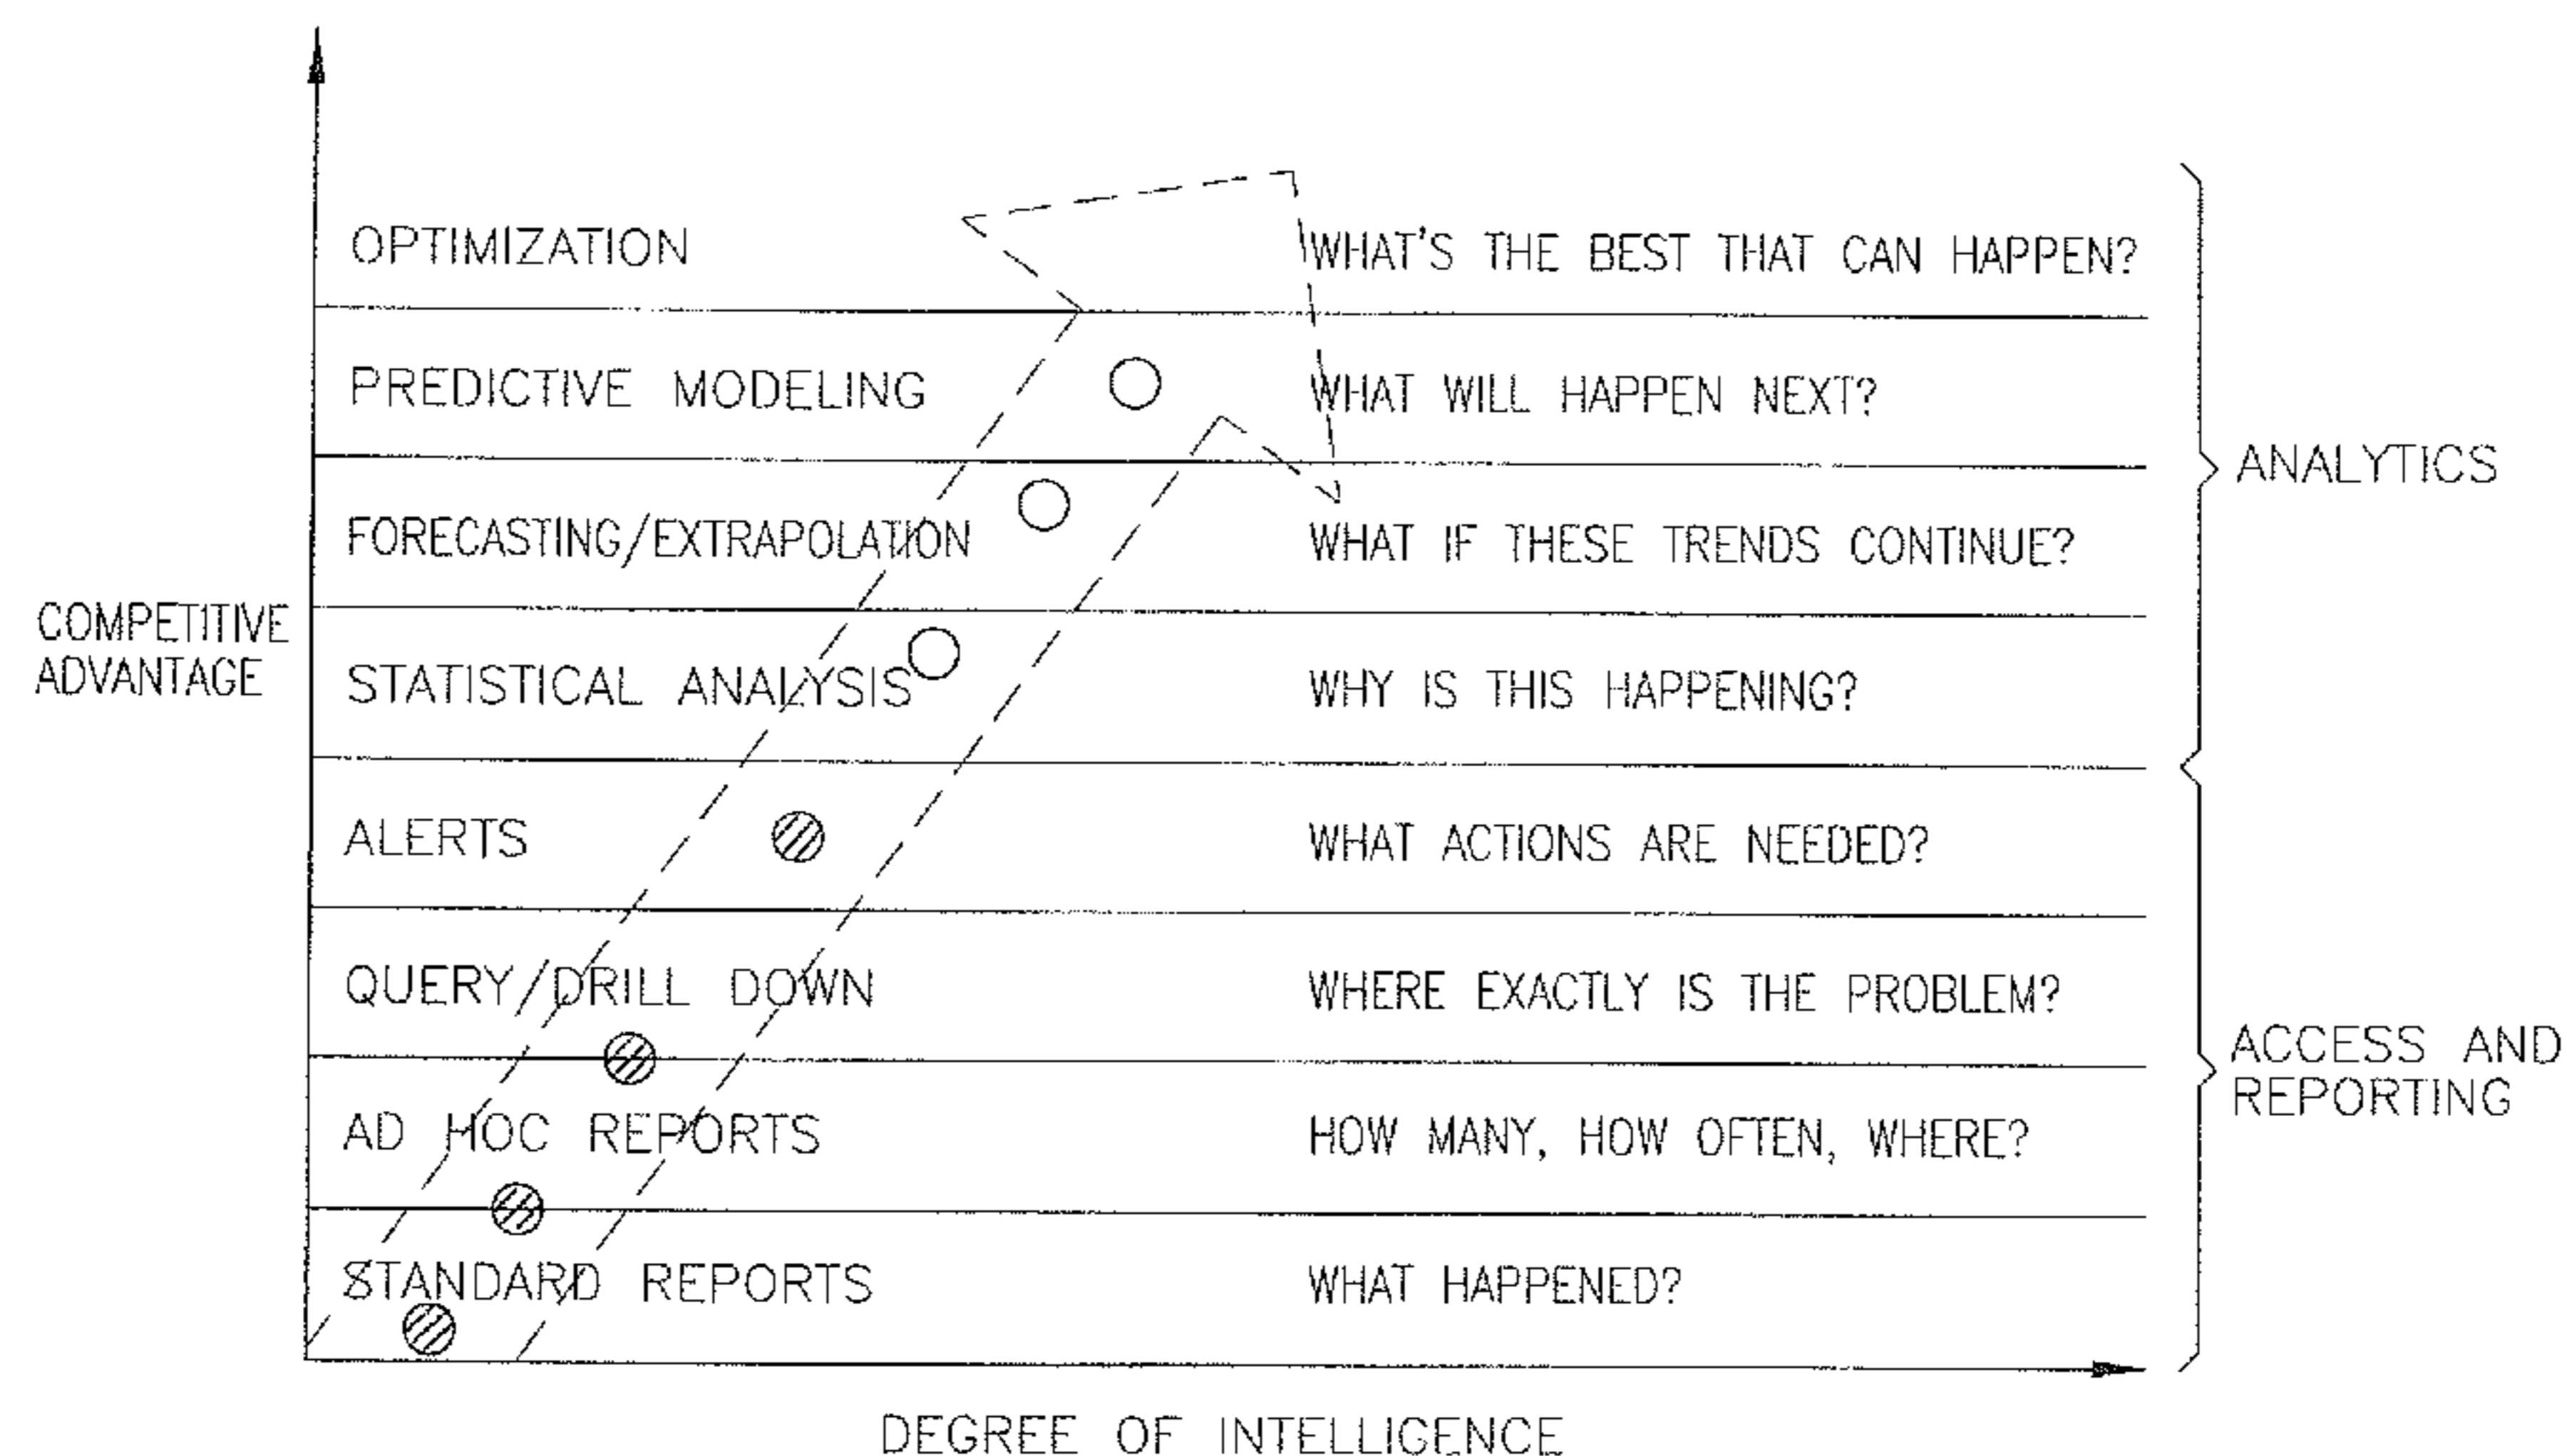 OPTIMIZATION
WHAT'S THE BEST THAT CAN HAPPEN?
PREDICTIVE MODELING
WHAT WILL HAPPEN NEXT?
ANALYTICS
FORECASTING/EXTRAPOLATION
WHAT IF THESE TRENDS CONTINUE?
COMPETITIVE
ADVANTAGE
STATISTICAL ANALYSIS
WHY IS THIS HAPPENING?
ALERTS
WHAT ACTIONS ARE NEEDED?
QUERY/DRILL DOWN
WHERE EXACTLY IS THE PROBLEM?
ACCESS AND
REPORTING
AD HOC REPORTS
HOW MANY, HOW OFTEN, WHERE?
STANDARD REPORTS
WHAT HAPPENED?
DEGREE OF INTELLIGENCE